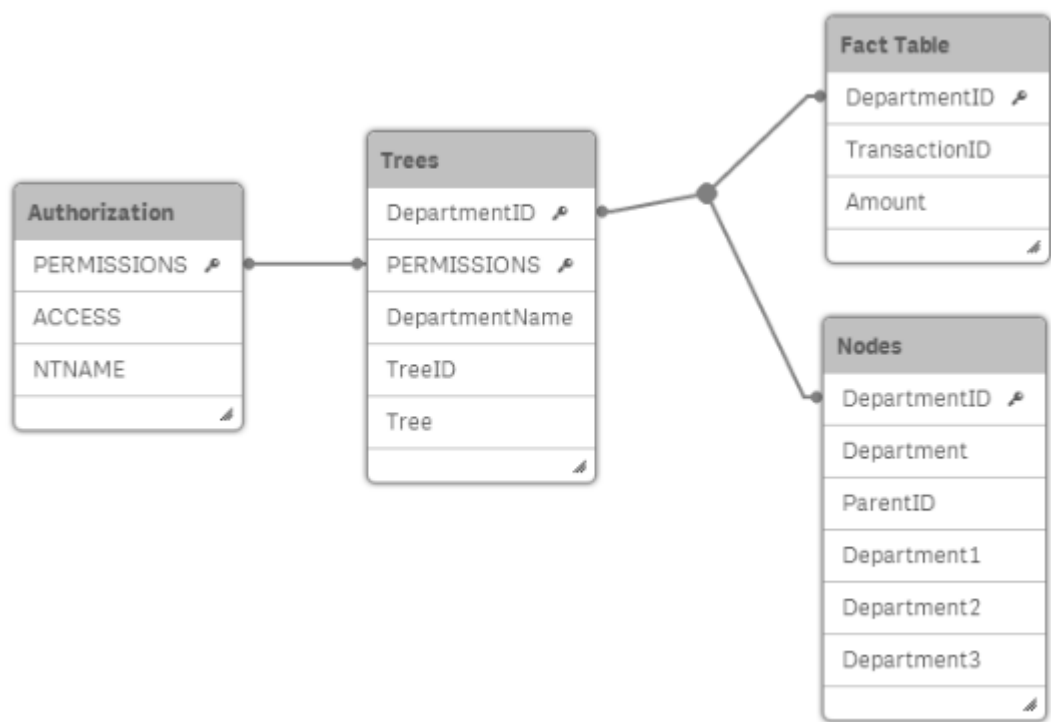 Authorization
PERMISSIONS
ACCESS
NTNAME
Trees
DepartmentID
PERMISSIONS
DepartmentName
TreeID
Tree
Fact Table
DepartmentID
TransactionID
Amount
Nodes
DepartmentID
Department
ParentID
Department1
Department2
Department3